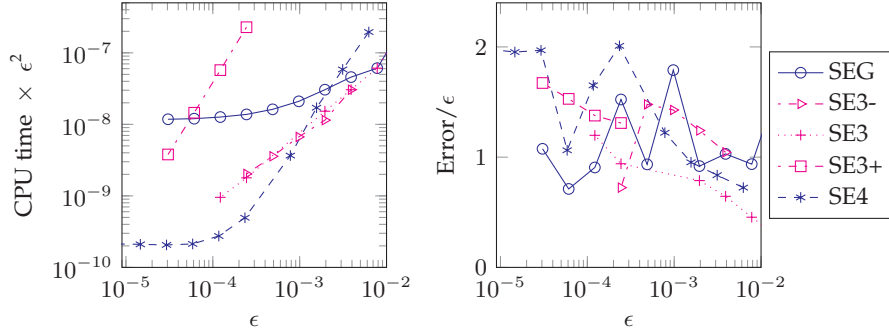 CPU time × ϵ²
10⁻⁷
10⁻⁸
10⁻⁹
10⁻¹⁰
10⁻⁵ 10⁻⁴ 10⁻³ 10⁻²
ϵ
Error/ϵ
2
1
0
10⁻⁵ 10⁻⁴ 10⁻³ 10⁻²
ϵ
SEG
SE3-
SE3
SE3+
SE4